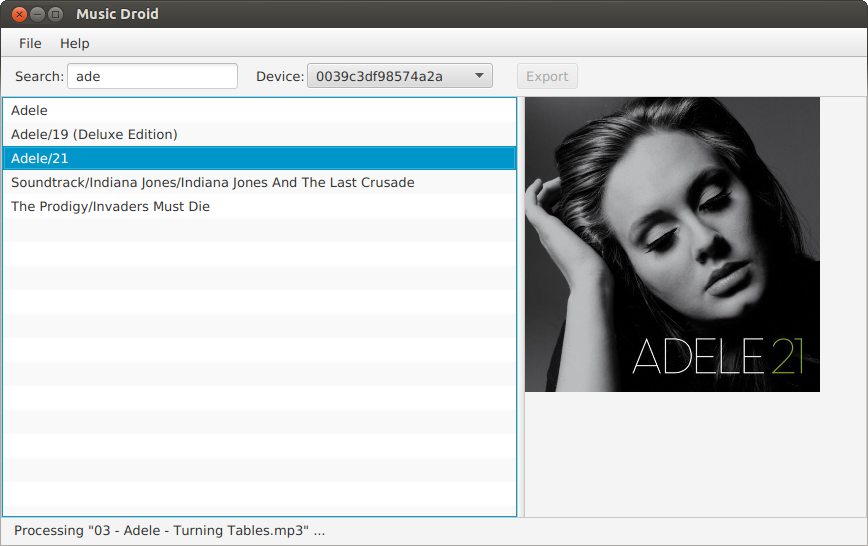 Music Droid
File Help
Search: ade Device: 0039c3df98574a2a Export
Adele
Adele/19 (Deluxe Edition)
Adele/21
Soundtrack/Indiana Jones/Indiana Jones And The Last Crusade
The Prodigy/Invaders Must Die
ADELE 21
Processing "03 - Adele - Turning Tables.mp3" ...